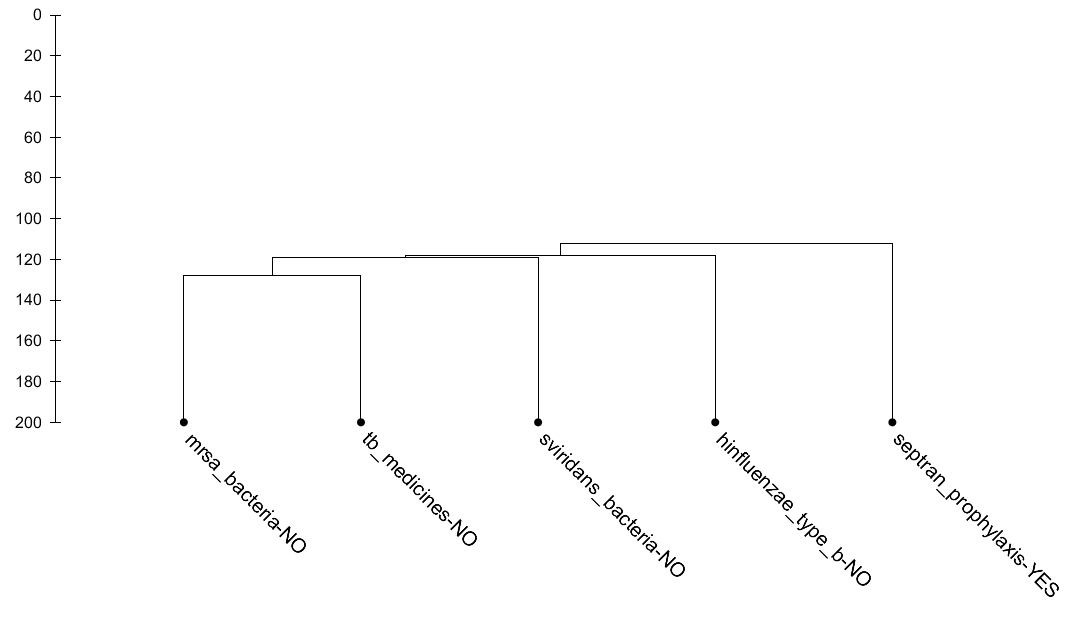 0
20
40
60
80
100
120
140
160
180
200
mrsa_bacteria-NO
tb_medicines-NO
sviridans_bacteria-NO
hinfluenzae_type_b-NO
septran_prophylaxis-YES